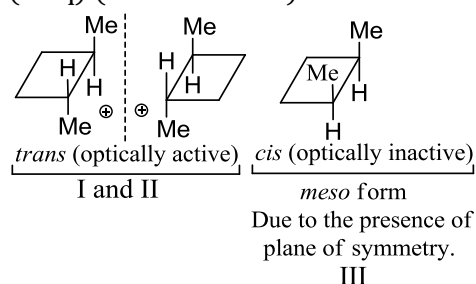 Me
Me
Me
H
H
H
H
Me
H
Me
⊕
⊕
Me
H
trans (optically active)
cis (optically inactive)
I and II
meso form
Due to the presence of
plane of symmetry.
III